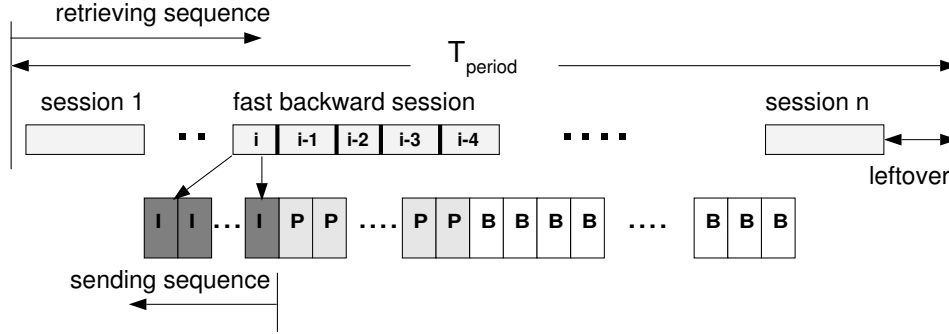 retrieving sequence
T period
session 1 fast backward session session n
.. i i-1 i-2 i-3 i-4 ....
leftover
I I ... I P P .... P P B B B B .... B B B
sending sequence